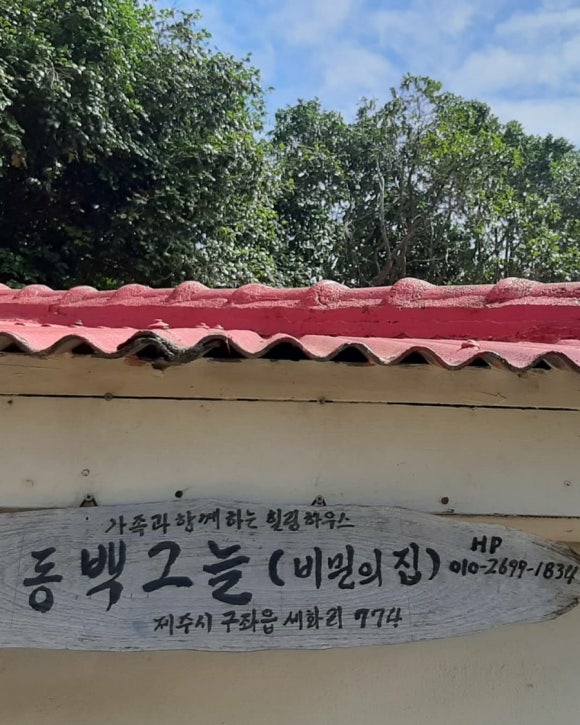 가족과 함께하는 힐링하우스
동백그늘 (비밀의 집)
HP
010-2699-1834
제주시 구좌읍 세화리 774